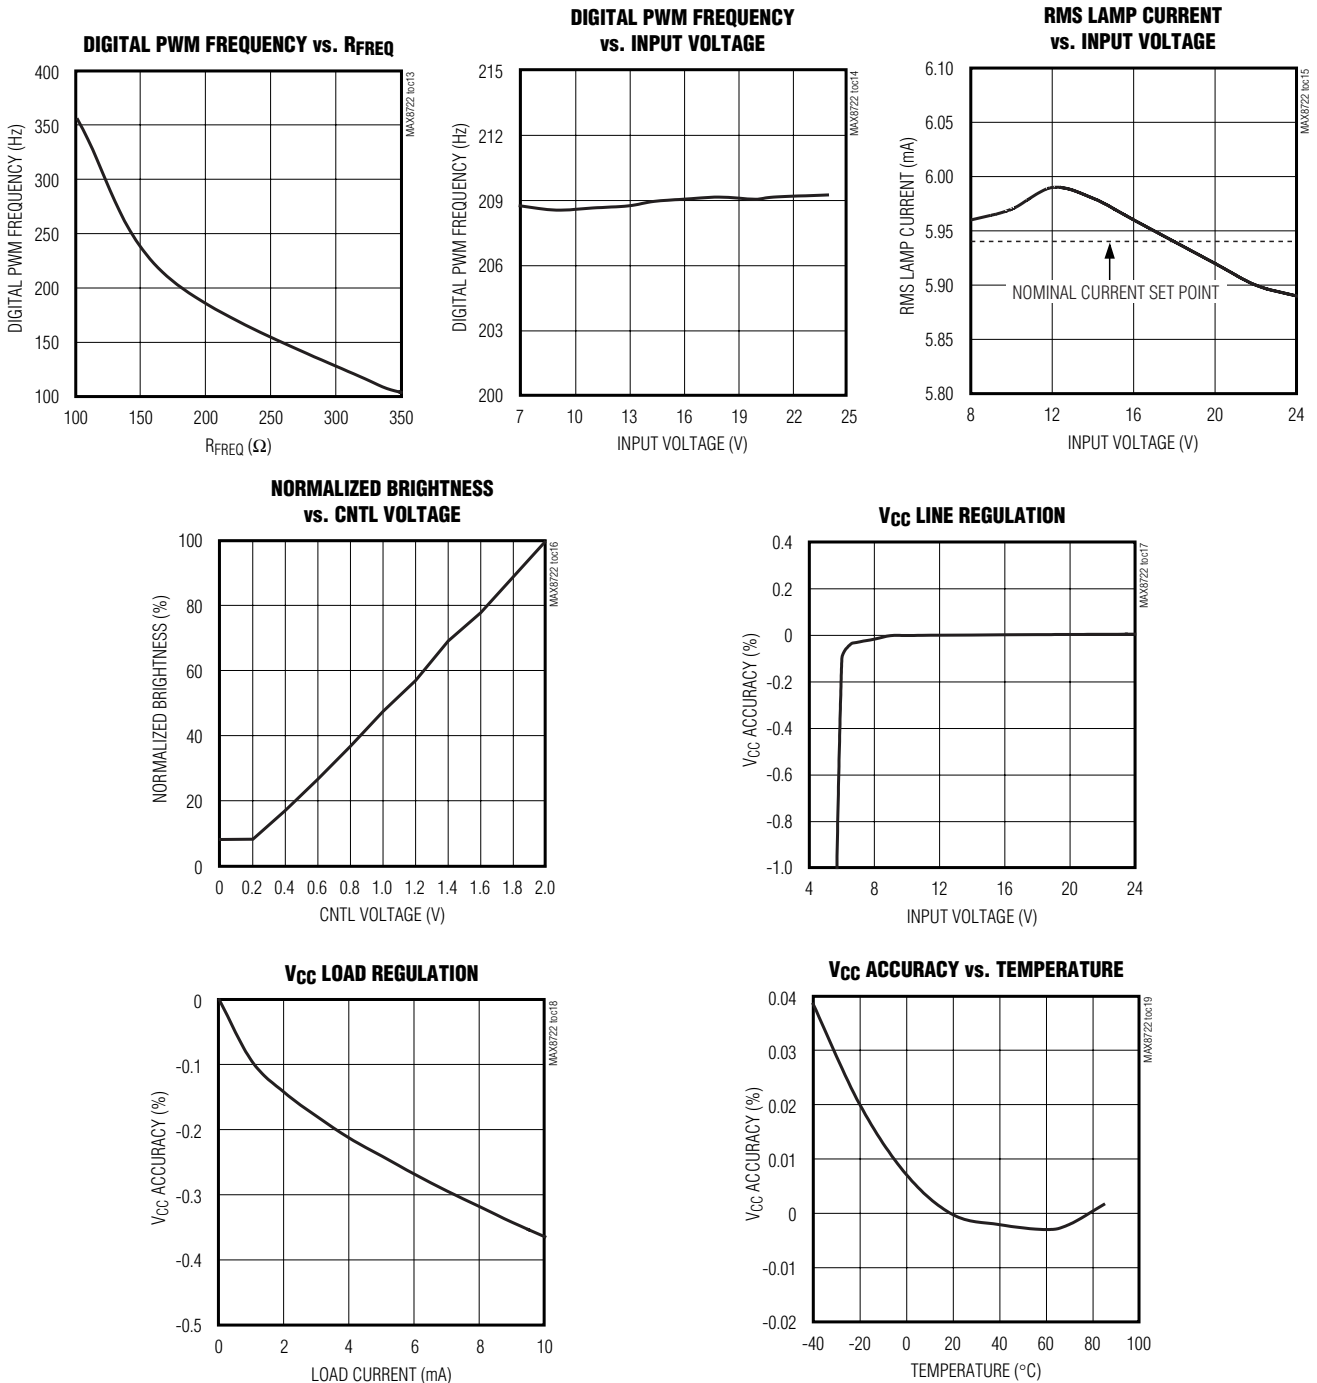 DIGITAL PWM FREQUENCY vs. RFREQ
400
350
300
250
200
150
100
DIGITAL PWM FREQUENCY (Hz)
100 150 200 250 300 350
RFREQ (Ω)
MAX8722 toc13
DIGITAL PWM FREQUENCY
vs. INPUT VOLTAGE
215
212
209
206
203
200
DIGITAL PWM FREQUENCY (Hz)
7 10 13 16 19 22 25
INPUT VOLTAGE (V)
MAX8722 toc14
RMS LAMP CURRENT
vs. INPUT VOLTAGE
6.10
6.05
6.00
5.95
5.90
5.85
5.80
RMS LAMP CURRENT (mA)
NOMINAL CURRENT SET POINT
8 12 16 20 24
INPUT VOLTAGE (V)
MAX8722 toc15
NORMALIZED BRIGHTNESS
vs. CNTL VOLTAGE
100
80
60
40
20
0
NORMALIZED BRIGHTNESS (%)
0 0.2 0.4 0.6 0.8 1.0 1.2 1.4 1.6 1.8 2.0
CNTL VOLTAGE (V)
MAX8722 toc16
VCC LINE REGULATION
0.4
0.2
0
-0.2
-0.4
-0.6
-0.8
-1.0
VCC ACCURACY (%)
4 8 12 16 20 24
INPUT VOLTAGE (V)
MAX8722 toc17
VCC LOAD REGULATION
0
-0.1
-0.2
-0.3
-0.4
-0.5
VCC ACCURACY (%)
0 2 4 6 8 10
LOAD CURRENT (mA)
MAX8722 toc18
VCC ACCURACY vs. TEMPERATURE
0.04
0.03
0.02
0.01
0
-0.01
-0.02
VCC ACCURACY (%)
-40 -20 0 20 40 60 80 100
TEMPERATURE (°C)
MAX8722 toc19